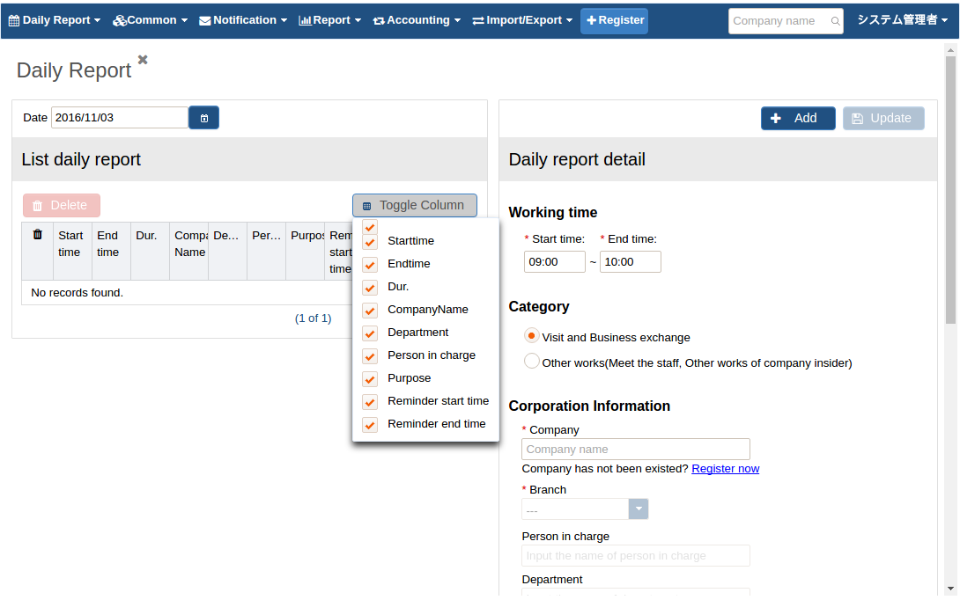 Daily Report Common Notification Report Accounting Import/Export Register Company name システム管理者
Daily Report
Date 2016/11/03
Add Update
List daily report
Daily report detail
Delete
Toggle Column
Start time
End time
Dur.
Name
De...
Per...
start
time
No records found.
(1 of 1)
Starttime
Endtime
Dur.
CompanyName
Department
Person in charge
Purpose
Reminder start time
Reminder end time
Working time
* Start time: * End time:
09:00 ~ 10:00
Category
Visit and Business exchange
Other works(Meet the staff, Other works of company insider)
Corporation Information
* Company
Company name
Company has not been existed? Register now
* Branch
---
Person in charge
Input the name of person in charge
Department